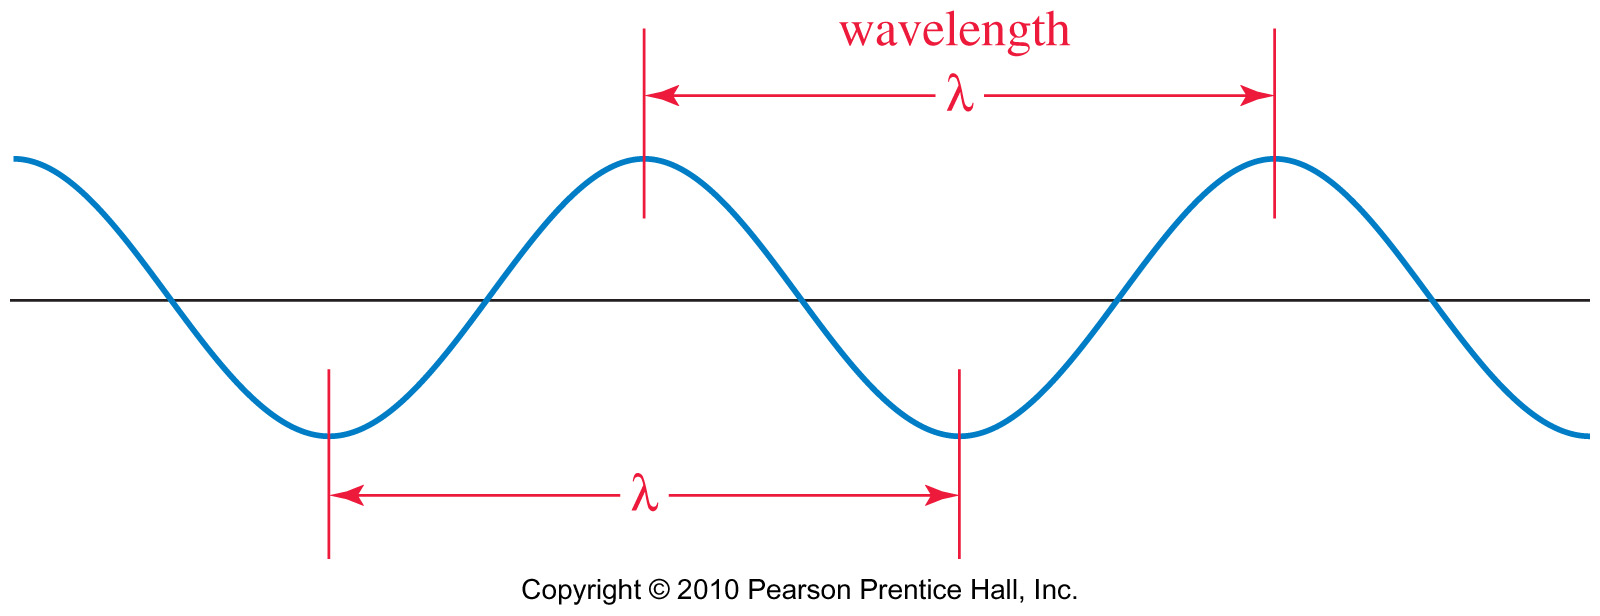 wavelength
λ
λ
Copyright © 2010 Pearson Prentice Hall, Inc.